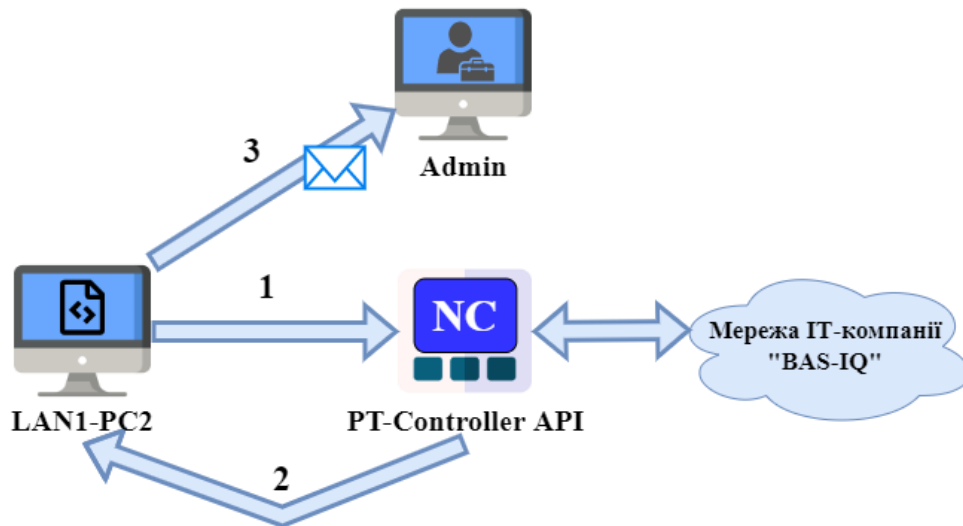 3
Admin
1
NC
Мережа ІТ-компанії
"BAS-IQ"
LAN1-PC2
PT-Controller API
2